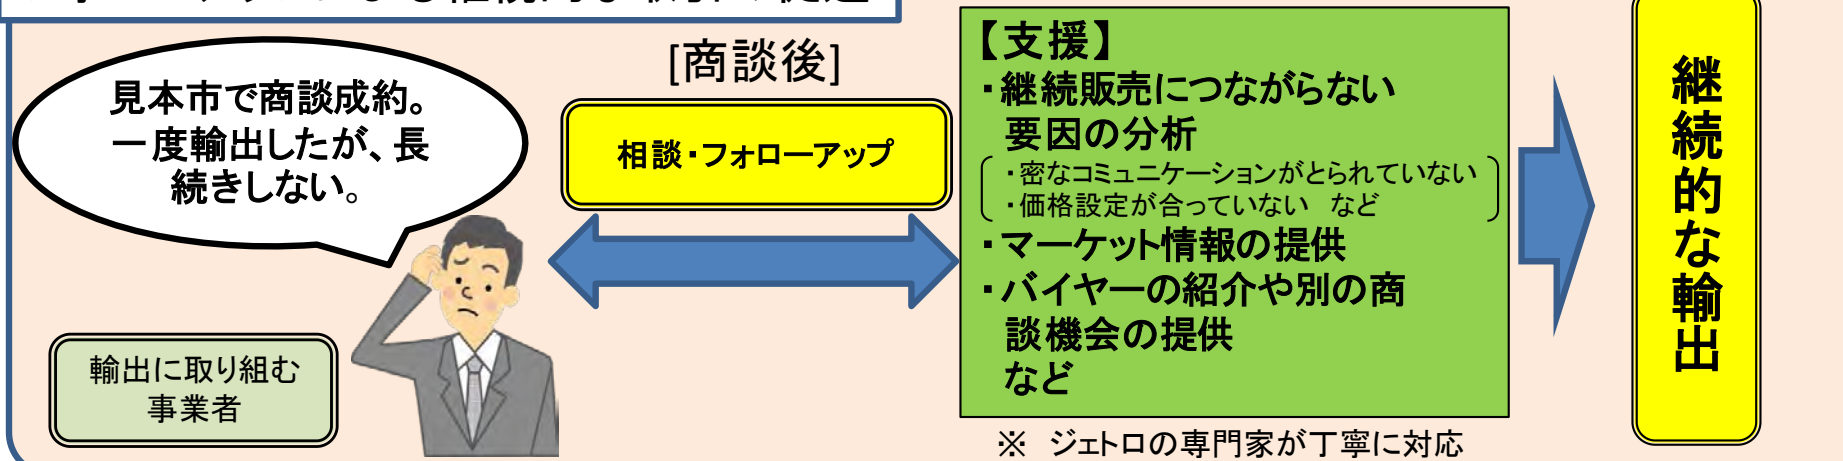 [商談後]
見本市で商談成約。
一度輸出したが、長
続きしない。
輸出に取り組む
事業者
相談・フォローアップ
【支援】
・継続販売につながらない
要因の分析
・密なコミュニケーションがとられていない
・価格設定が合っていない など
・マーケット情報の提供
・バイヤーの紹介や別の商
談機会の提供
など
※ ジェトロの専門家が丁寧に対応
継続的な輸出